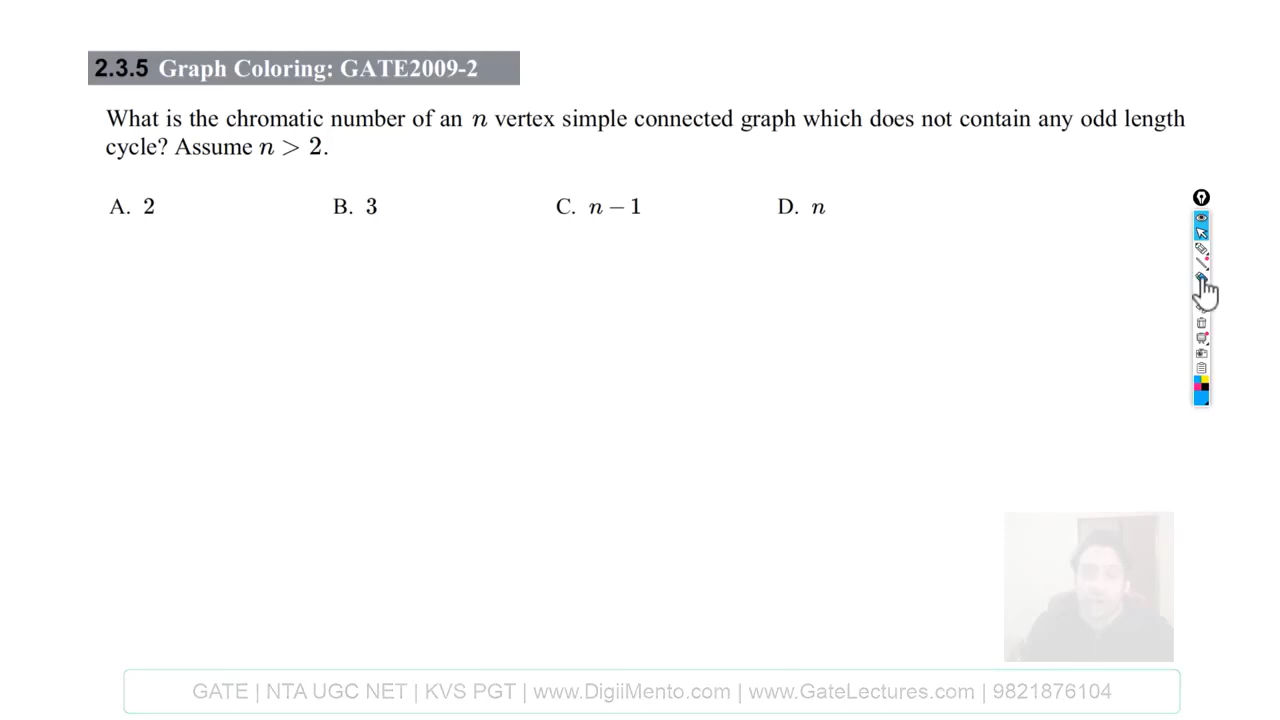 2.3.5 Graph Coloring: GATE2009-2
What is the chromatic number of an n vertex simple connected graph which does not contain any odd length
cycle? Assume n > 2.
A. 2 B. 3 C. n − 1 D. n
GATE | NTA UGC NET | KVS PGT | www.DigiiMento.com | www.GateLectures.com | 9821876104